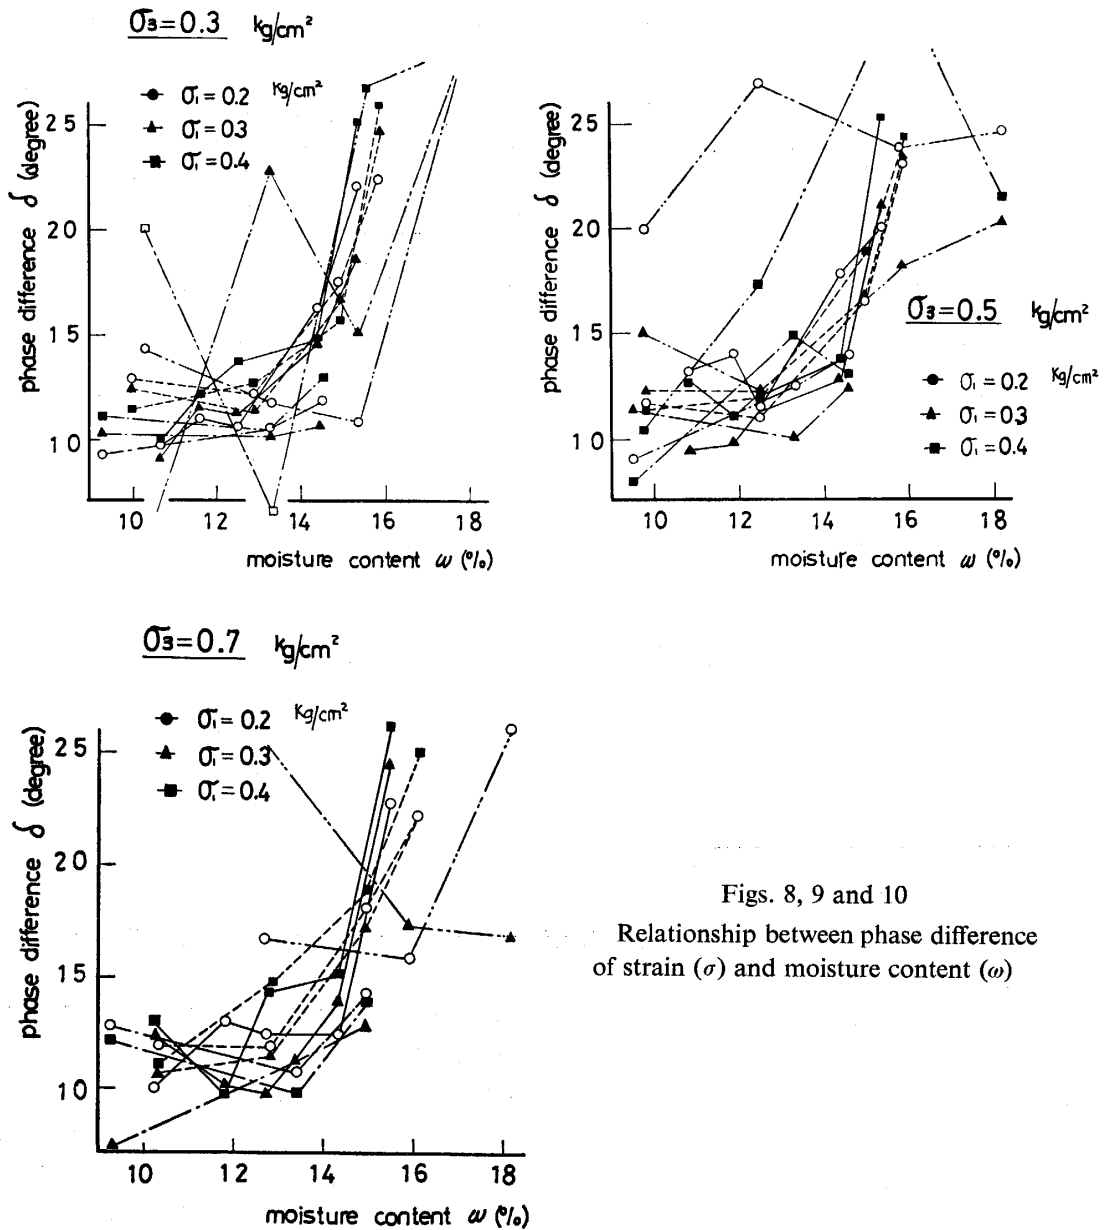 σ₃=0.3 kg/cm²
σ₁=0.2 kg/cm²
σ₁=0.3
σ₁=0.4
phase difference δ (degree)
25
20
15
10
10 12 14 16 18
moisture content ω (%)
σ₃=0.5 kg/cm²
σ₁=0.2 kg/cm²
σ₁=0.3
σ₁=0.4
phase difference δ (degree)
25
20
15
10
10 12 14 16 18
moisture content ω (%)
σ₃=0.7 kg/cm²
σ₁=0.2 kg/cm²
σ₁=0.3
σ₁=0.4
phase difference δ (degree)
25
20
15
10
10 12 14 16 18
moisture content ω (%)
Figs. 8, 9 and 10
Relationship between phase difference
of strain (σ) and moisture content (ω)